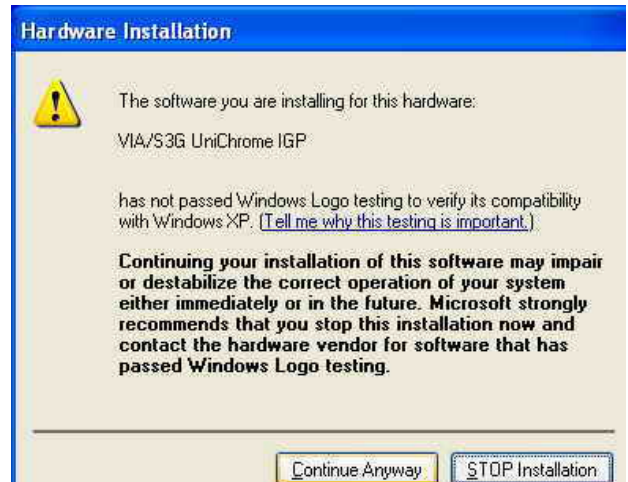 Hardware Installation
The software you are installing for this hardware:
VIA/S3G UniChrome IGP
has not passed Windows Logo testing to verify its compatibility
with Windows XP. (Tell me why this testing is important.)
Continuing your installation of this software may impair
or destabilize the correct operation of your system
either immediately or in the future. Microsoft strongly
recommends that you stop this installation now and
contact the hardware vendor for software that has
passed Windows Logo testing.
Continue Anyway
STOP Installation